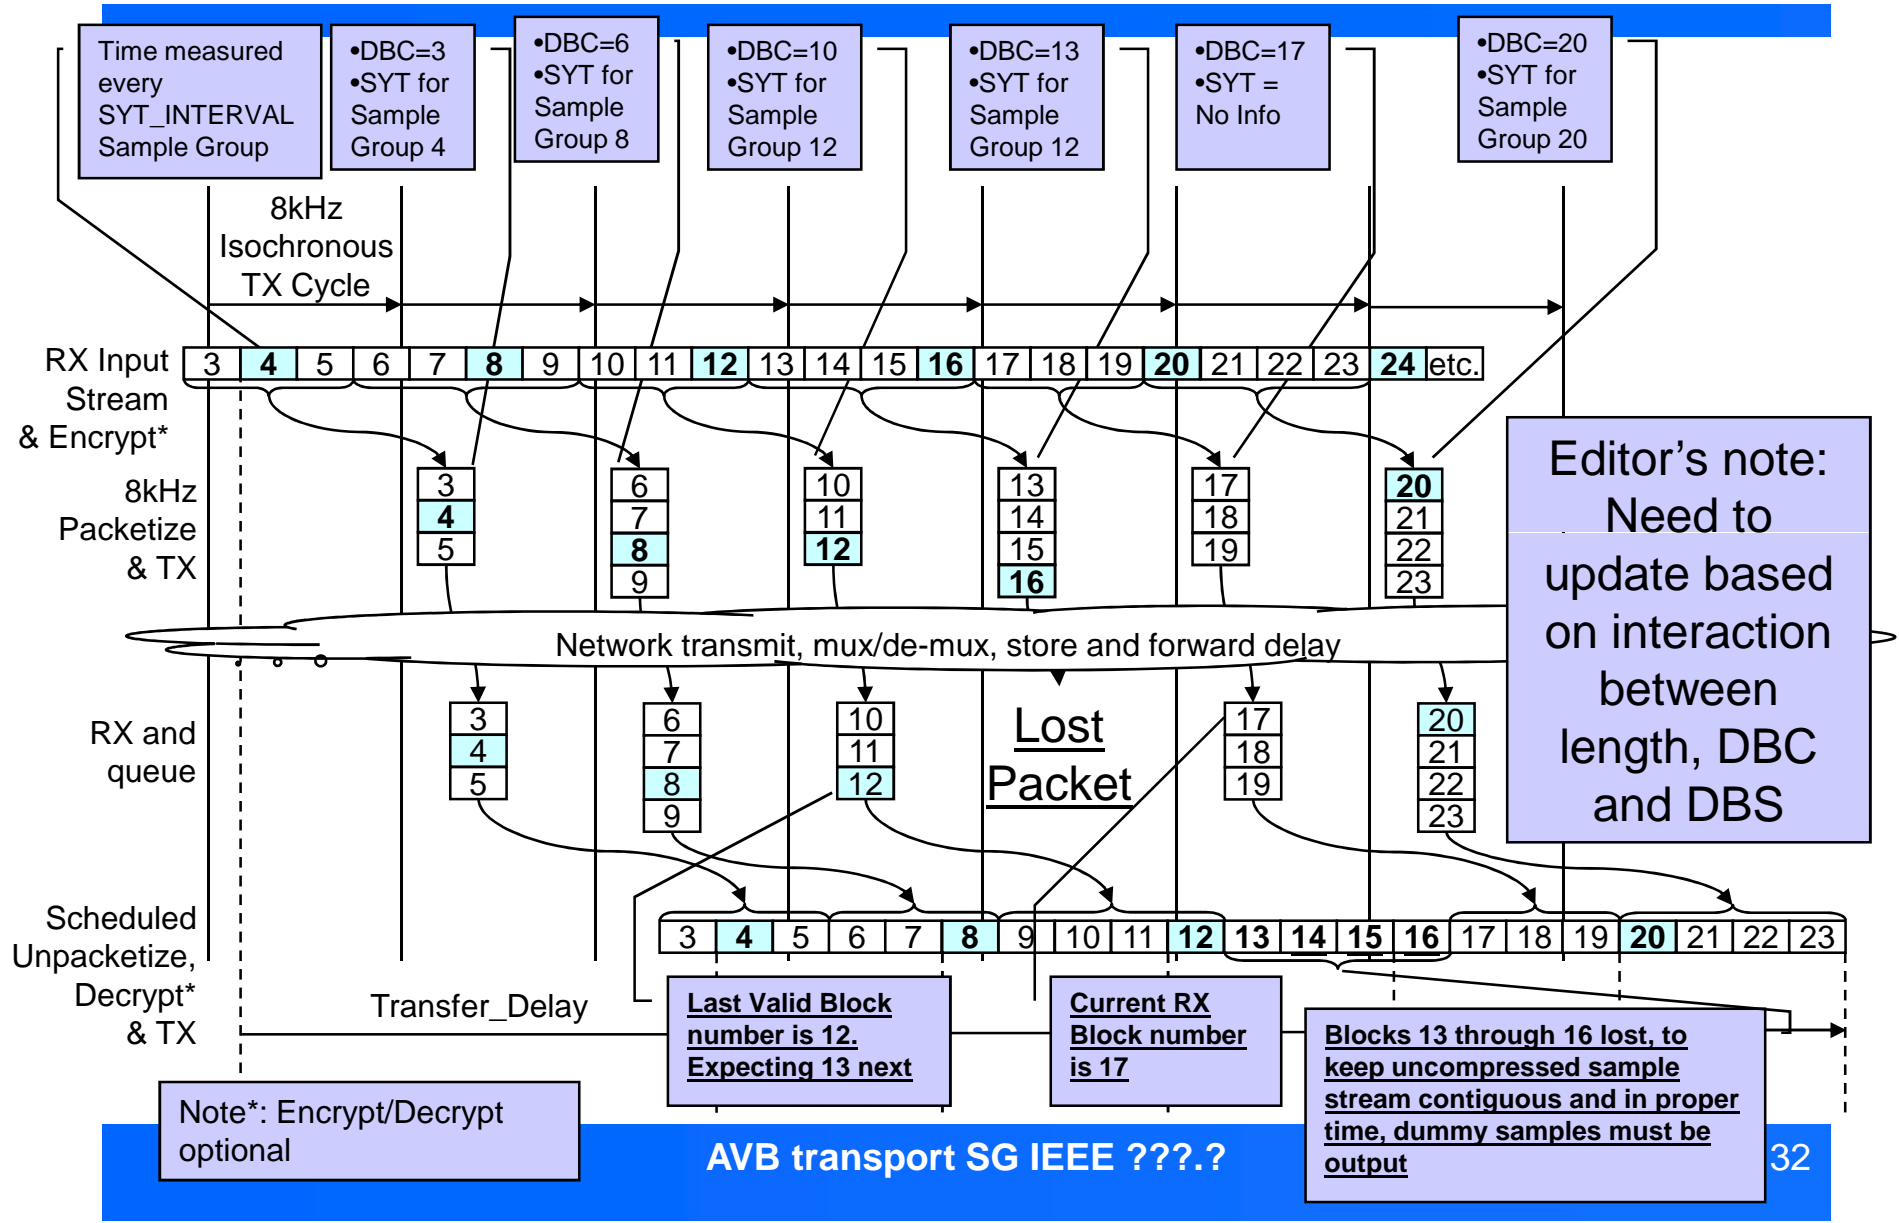 Time measured
every
SYT_INTERVAL
Sample Group
•DBC=3
•SYT for
Sample
Group 4
•DBC=6
•SYT for
Sample
Group 8
•DBC=10
•SYT for
Sample
Group 12
•DBC=13
•SYT for
Sample
Group 12
•DBC=17
•SYT =
No Info
•DBC=20
•SYT for
Sample
Group 20
8kHz
Isochronous
TX Cycle
RX Input
Stream
& Encrypt*
3 4 5 6 7 8 9 10 11 12 13 14 15 16 17 18 19 20 21 22 23 24 etc.
8kHz
Packetize
& TX
3
4
5
6
7
8
9
10
11
12
13
14
15
16
17
18
19
20
21
22
23
Editor’s note:
Need to
update based
on interaction
between
length, DBC
and DBS
Network transmit, mux/de-mux, store and forward delay
RX and
queue
3
4
5
6
7
8
9
10
11
12
Lost
Packet
17
18
19
20
21
22
23
Scheduled
Unpacketize,
Decrypt*
& TX
3 4 5 6 7 8 9 10 11 12 13 14 15 16 17 18 19 20 21 22 23
Transfer_Delay
Last Valid Block
number is 12.
Expecting 13 next
Current RX
Block number
is 17
Blocks 13 through 16 lost, to
keep uncompressed sample
stream contiguous and in proper
time, dummy samples must be
output
Note*: Encrypt/Decrypt
optional
AVB transport SG IEEE ???.?
32